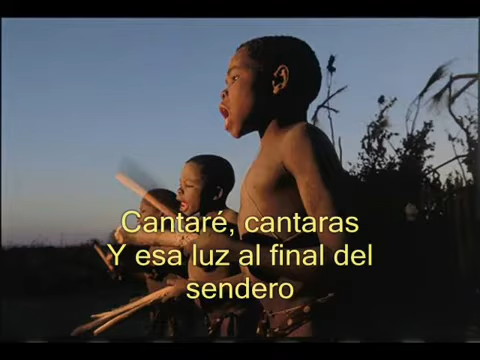 Cantaré, cantaras
Y esa luz al final del
sendero